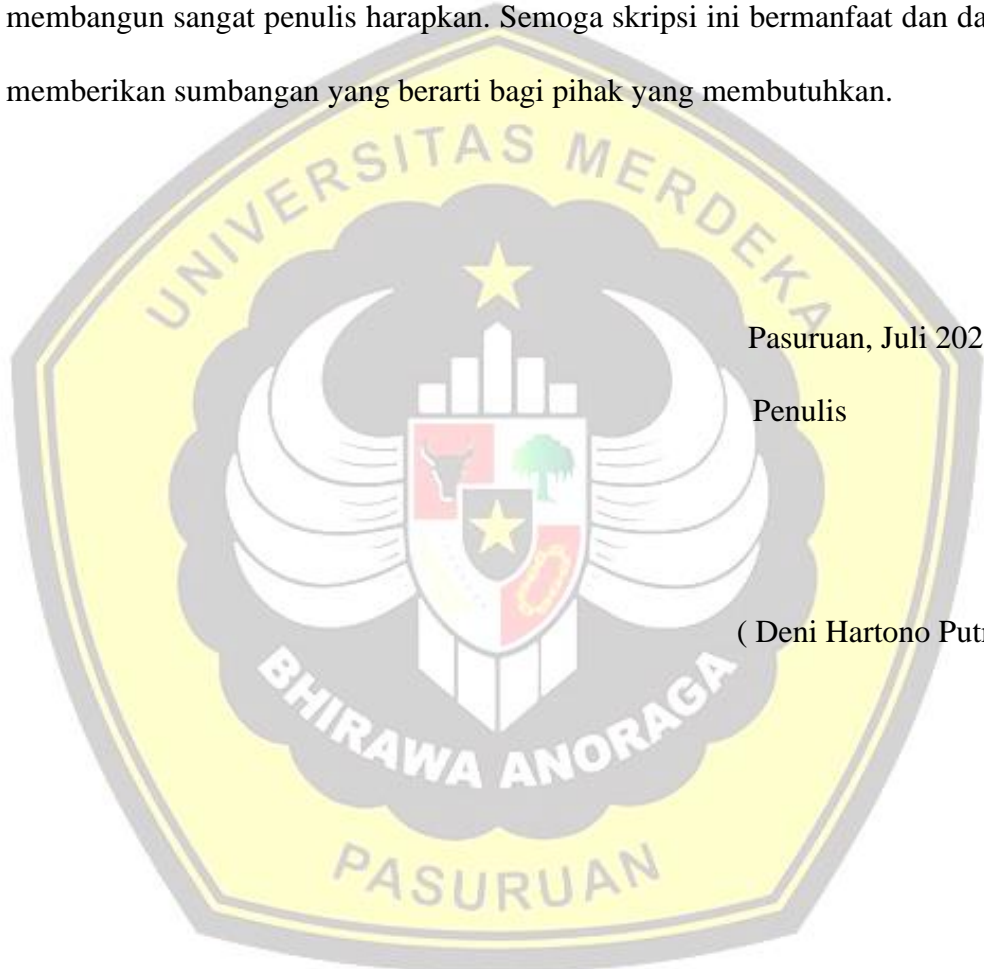 membangun sangat penulis harapkan. Semoga skripsi ini bermanfaat dan da
memberikan sumbangan yang berarti bagi pihak yang membutuhkan.
UNIVERSITAS MERDEKA
Pasuruan, Juli 202
Penulis
( Deni Hartono Putr
BHIRAWA ANORAGA
PASURUAN